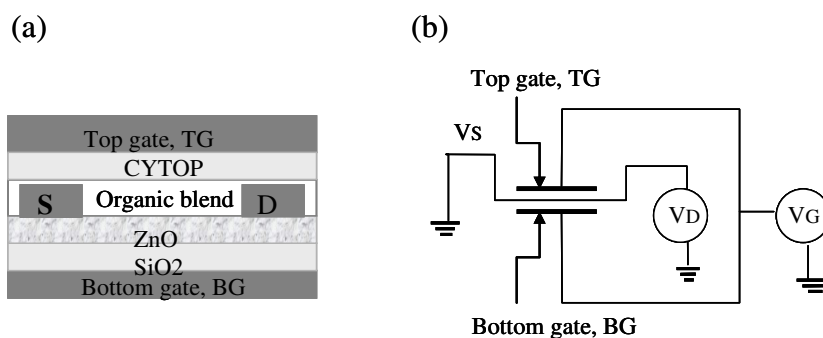 (a)
Top gate, TG
CYTOP
S Organic blend D
ZnO
SiO2
Bottom gate, BG
(b)
Top gate, TG
VS
VD
VG
Bottom gate, BG